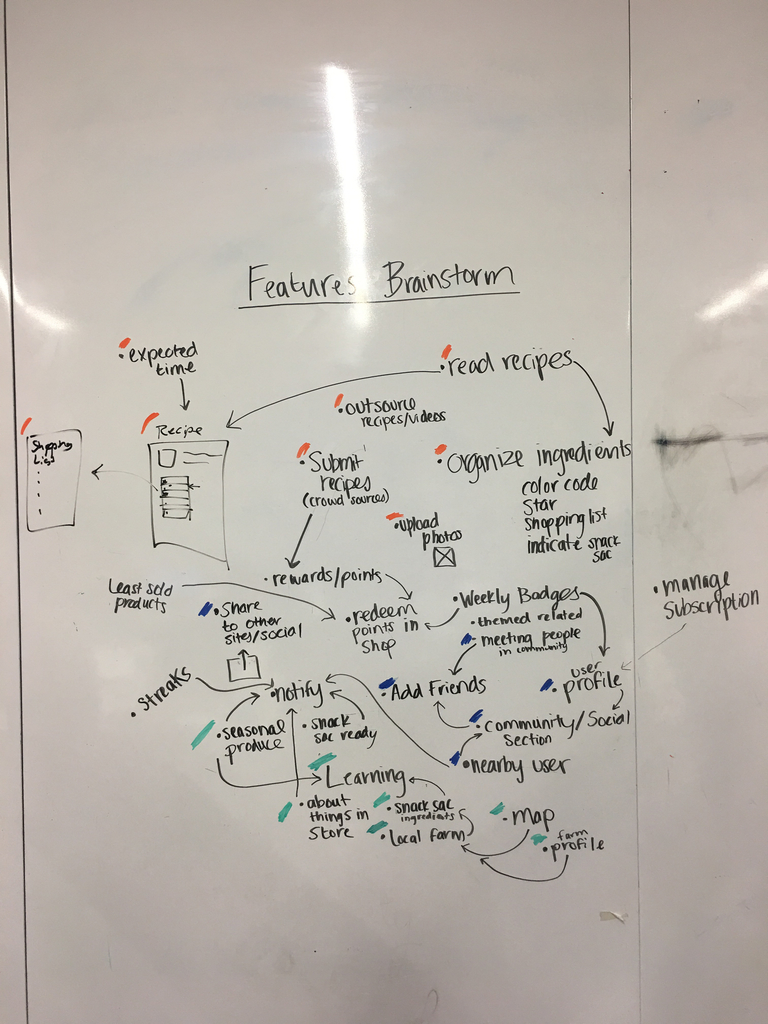 Features Brainstorm
• expected
time
• read recipes
• outsource
recipes/videos
Recipe
Shopping
List
• Submit
recipes
(crowd sources)
• Organize ingredients
color code
star
shopping list
indicate snack
sac
• upload
photos
• rewards/points
Least sold
products
• Share
to other
sites/social
• redeem
points in
Shop
• Weekly Badges
• themed related
• meeting people
in community
• manage
Subscription
• streaks
• notify
• Add Friends
• user
profile
• seasonal
produce
• snack
sac ready
• community/Social
Section
• nearby user
Learning
• about
things in
Store
• snack sac
ingredients
• local farm
• map
• farm
profile